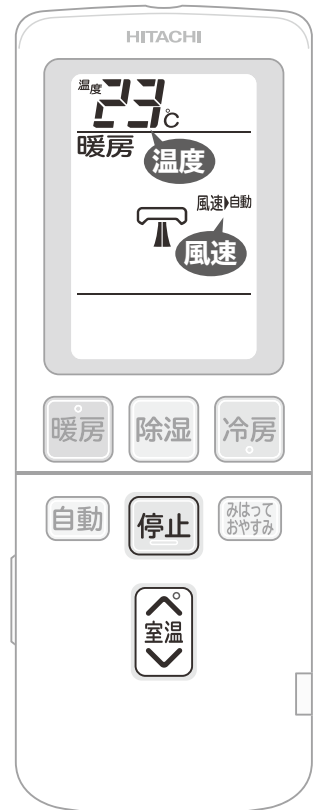 HITACHI
温度 23℃
暖房
温度
風速 自動
風速
暖房 除湿 冷房
自動 停止 みはって
おやすみ
室温